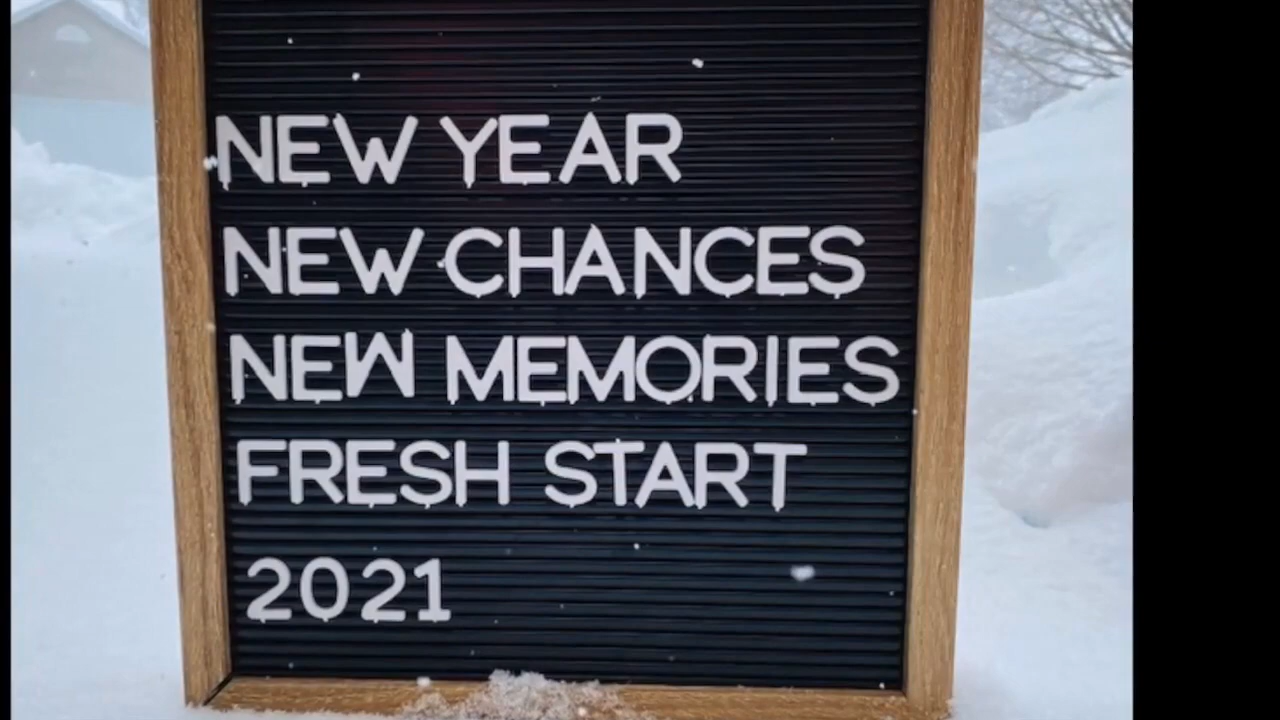 NEW YEAR
NEW CHANCES
NEW MEMORIES
FRESH START
2021